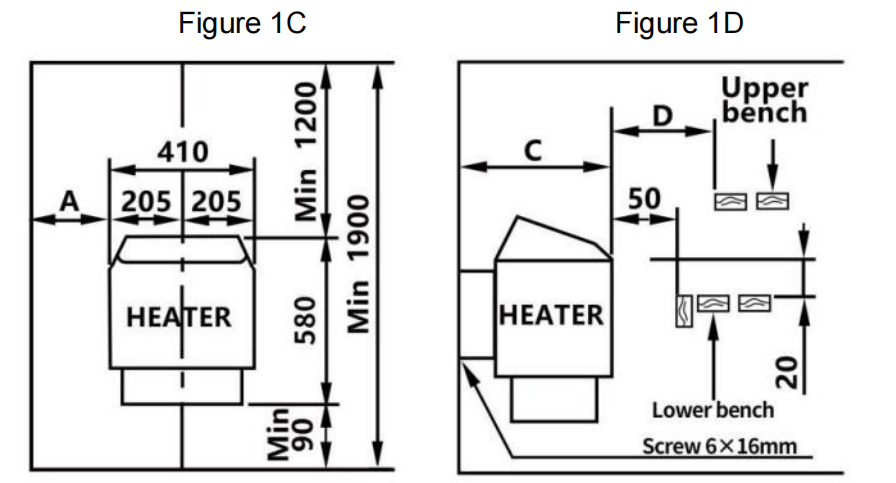 Figure 1C
Min 1200
410
A
205
205
Min 1900
HEATER
580
Min
90
Figure 1D
Upper
bench
D
C
50
HEATER
20
Lower bench
Screw 6×16mm